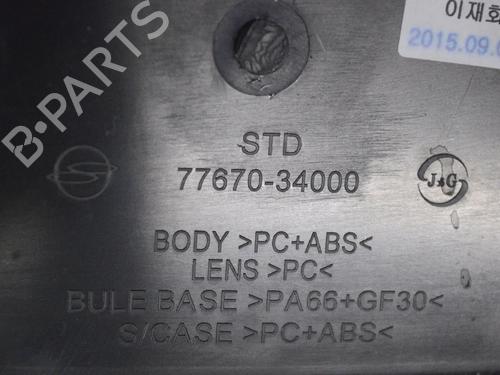 이재화
2015.09.0
B·PARTS
STD
77670-34000
J&G
BODY >PC+ABS<
LENS >PC<
BULE BASE >PA66+GF30<
S/CASE >PC+ABS<